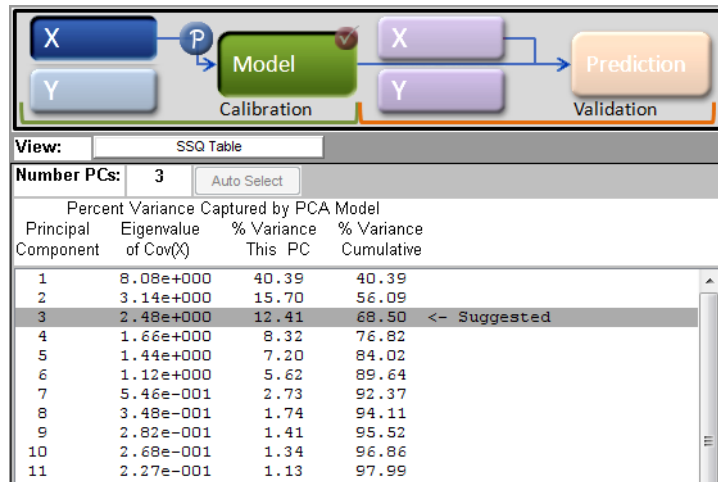 X P X
Model Prediction
Y Y
Calibration Validation
View: SSQ Table
Number PCs: 3 Auto Select
Percent Variance Captured by PCA Model
Principal Eigenvalue % Variance % Variance
Component of Cov(X) This PC Cumulative
1 8.08e+000 40.39 40.39
2 3.14e+000 15.70 56.09
3 2.48e+000 12.41 68.50 <- Suggested
4 1.66e+000 8.32 76.82
5 1.44e+000 7.20 84.02
6 1.12e+000 5.62 89.64
7 5.46e-001 2.73 92.37
8 3.48e-001 1.74 94.11
9 2.82e-001 1.41 95.52
10 2.68e-001 1.34 96.86
11 2.27e-001 1.13 97.99